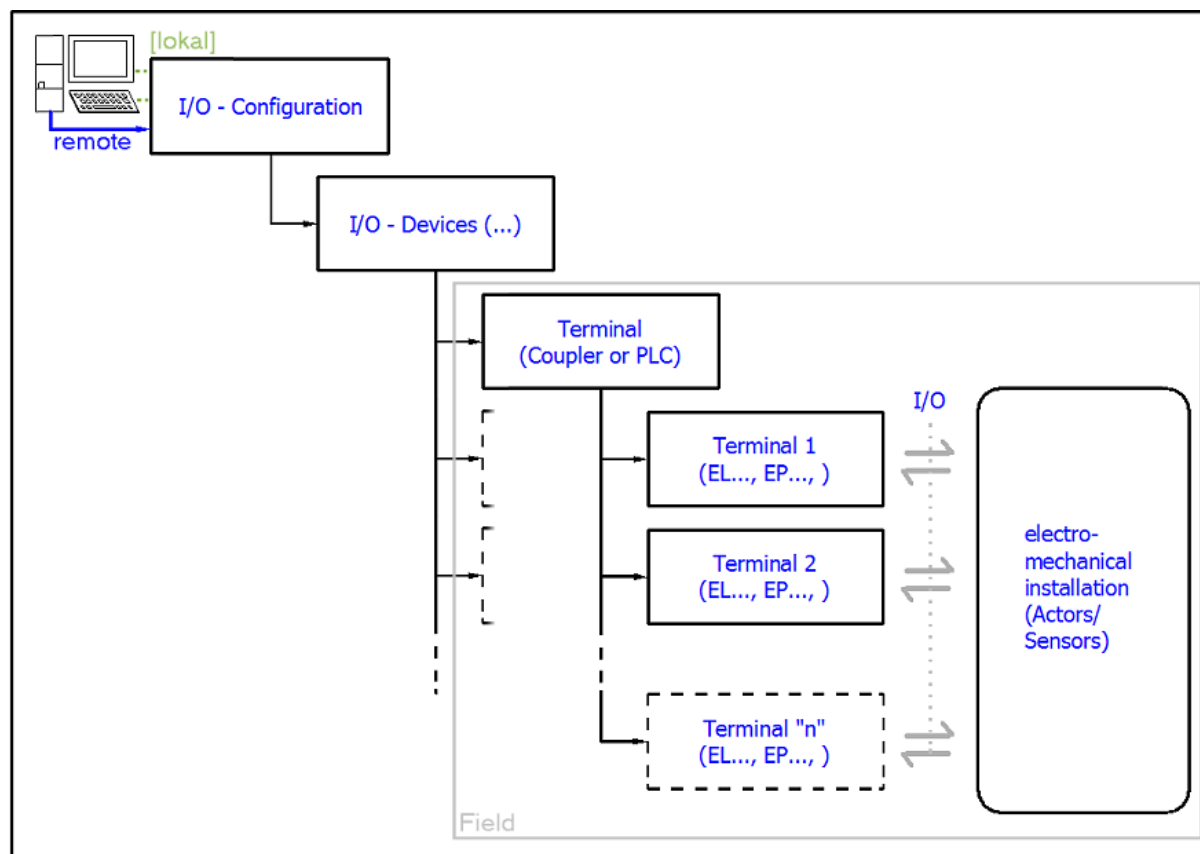 [lokal]
I/O - Configuration
remote
I/O - Devices (...)
Terminal
(Coupler or PLC)
I/O
Terminal 1
(EL..., EP..., )
Terminal 2
(EL..., EP..., )
electro-
mechanical
installation
(Actors/
Sensors)
Terminal "n"
(EL..., EP..., )
Field